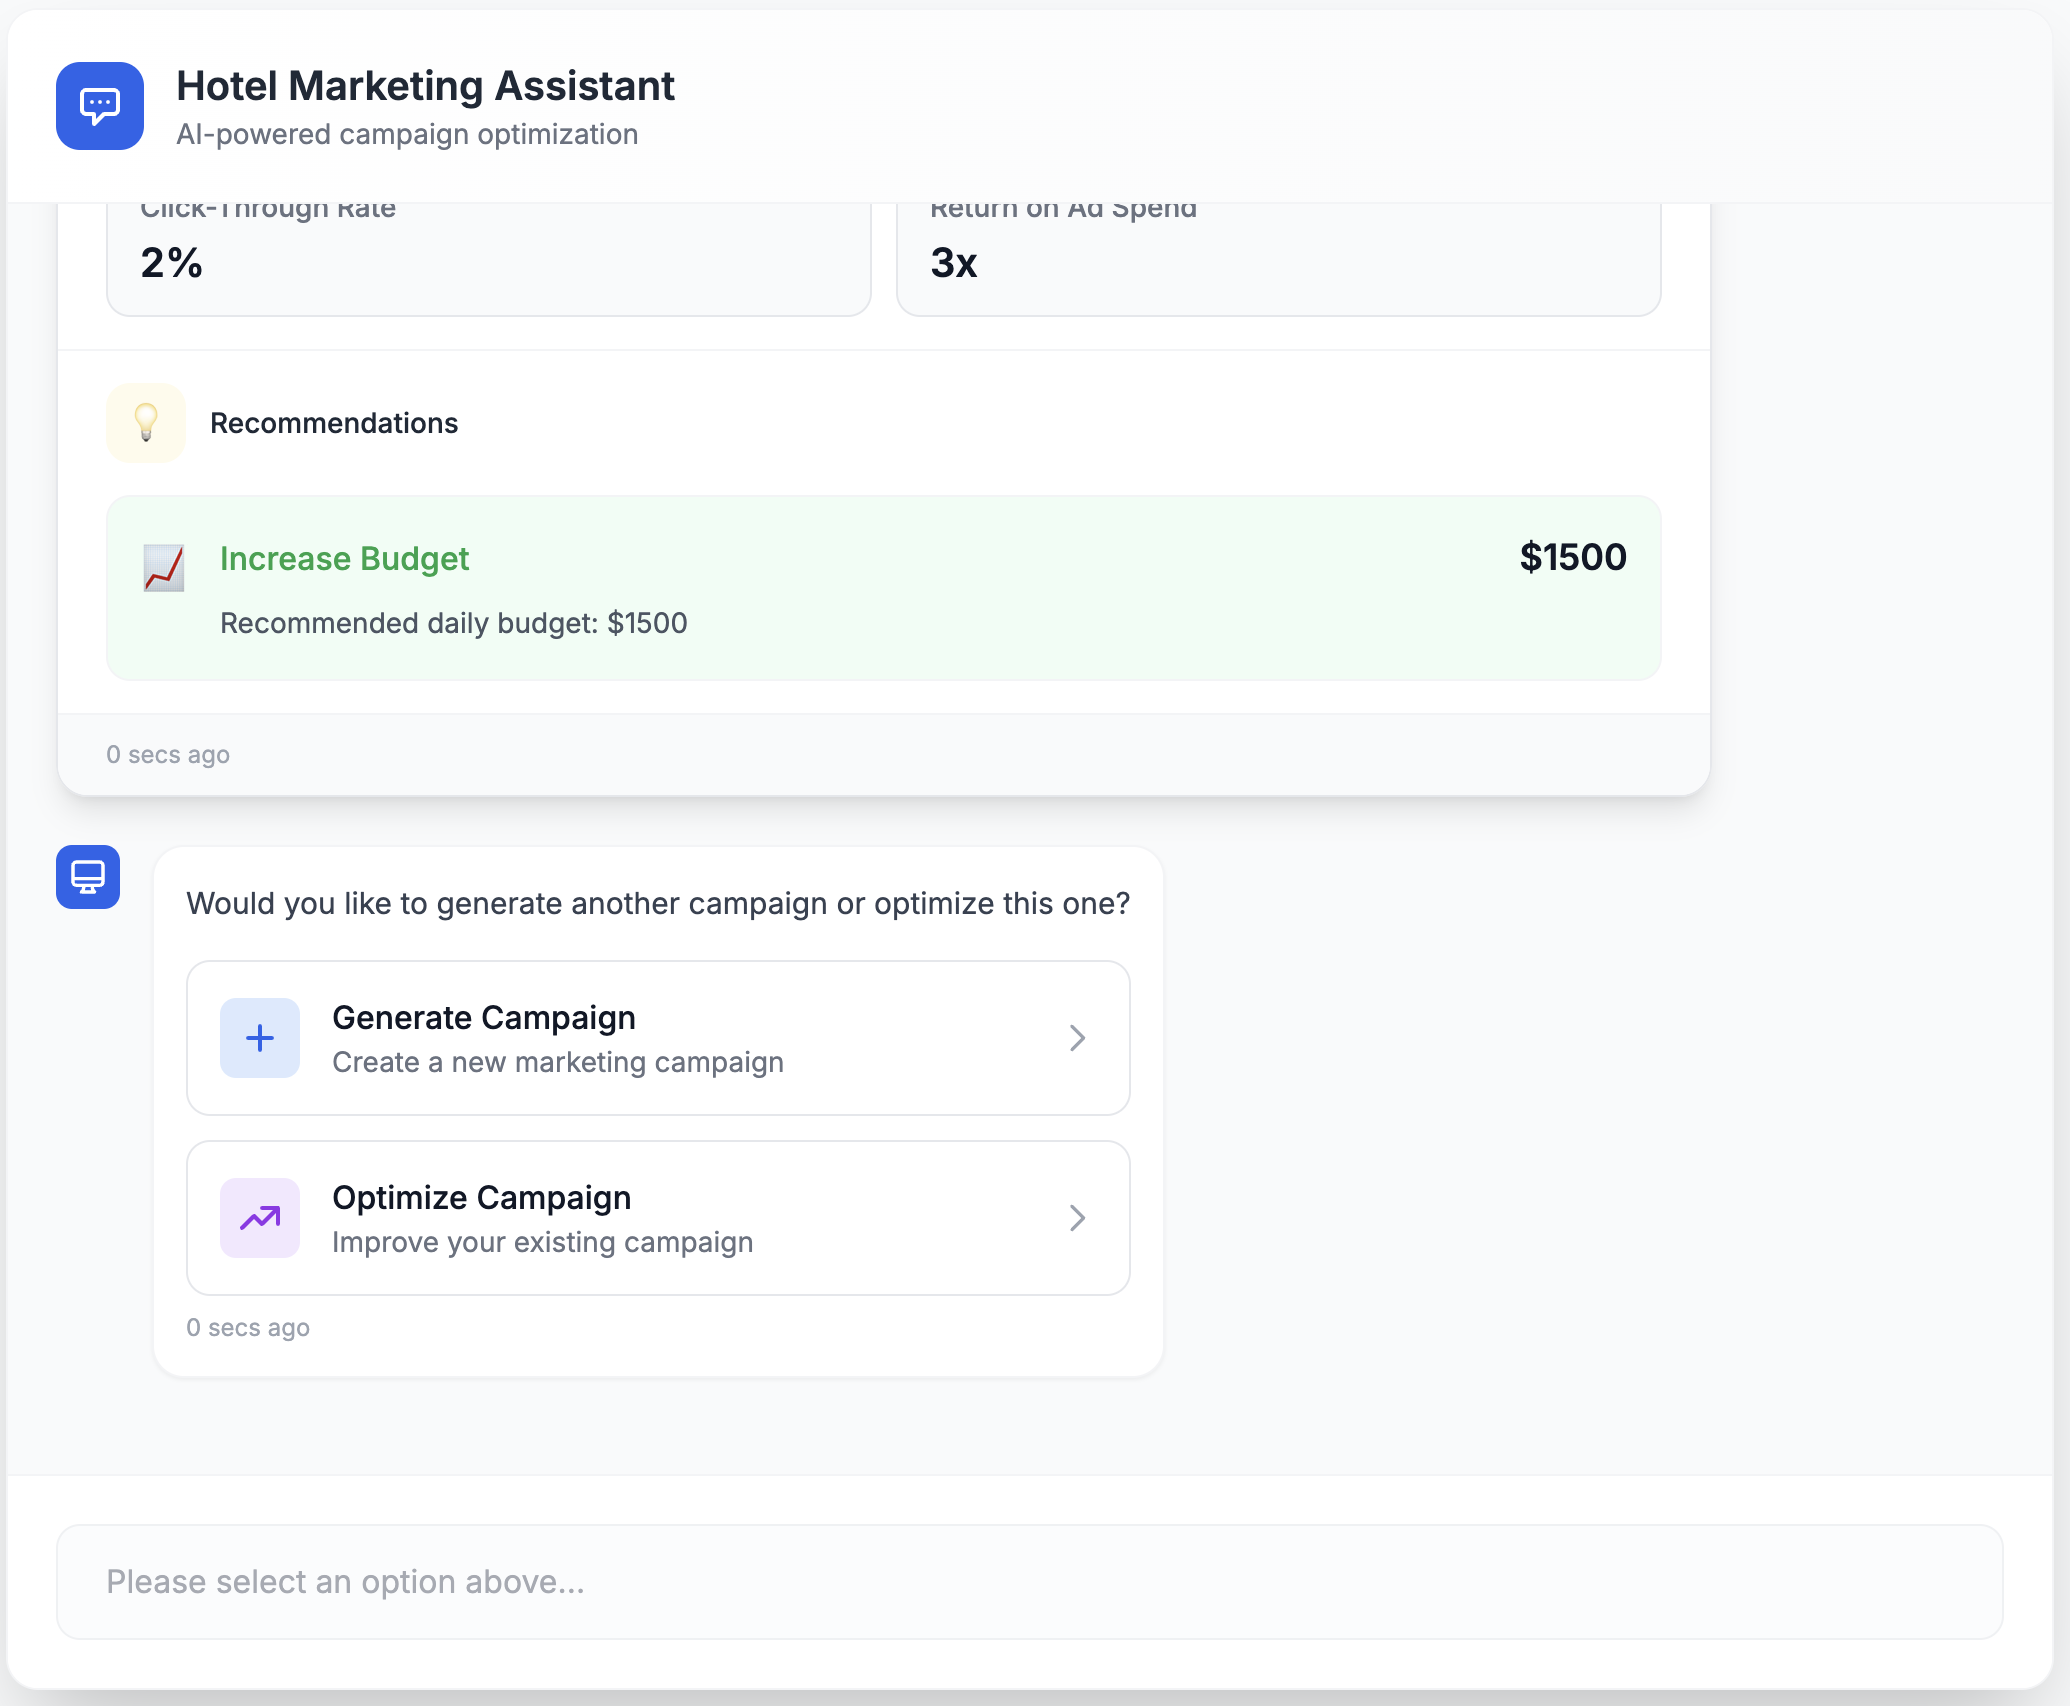 Hotel Marketing Assistant
AI-powered campaign optimization
Click-Through Rate
Return on Ad Spend
2%
3x
Recommendations
Increase Budget
$1500
Recommended daily budget: $1500
0 secs ago
Would you like to generate another campaign or optimize this one?
Generate Campaign
Create a new marketing campaign
Optimize Campaign
Improve your existing campaign
0 secs ago
Please select an option above...